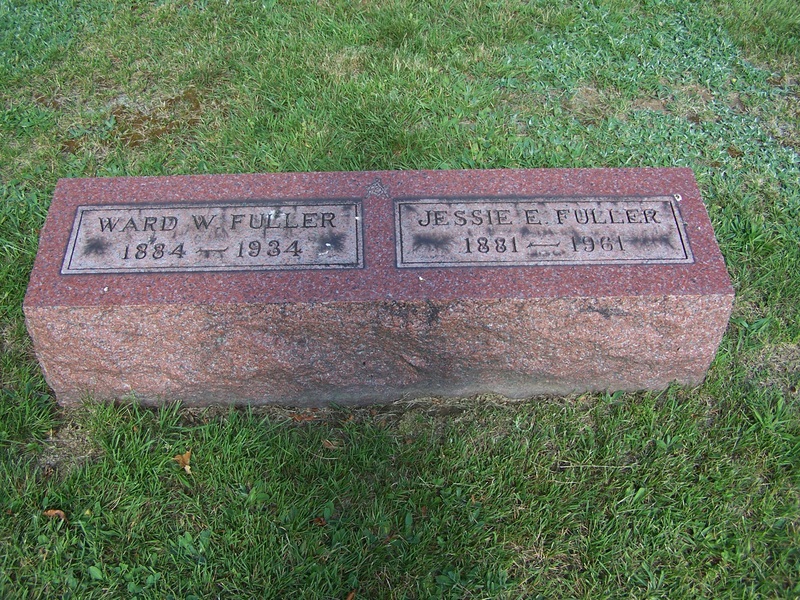 WARD W. FULLER
1884 — 1934
JESSIE E. FULLER
1881 — 1961